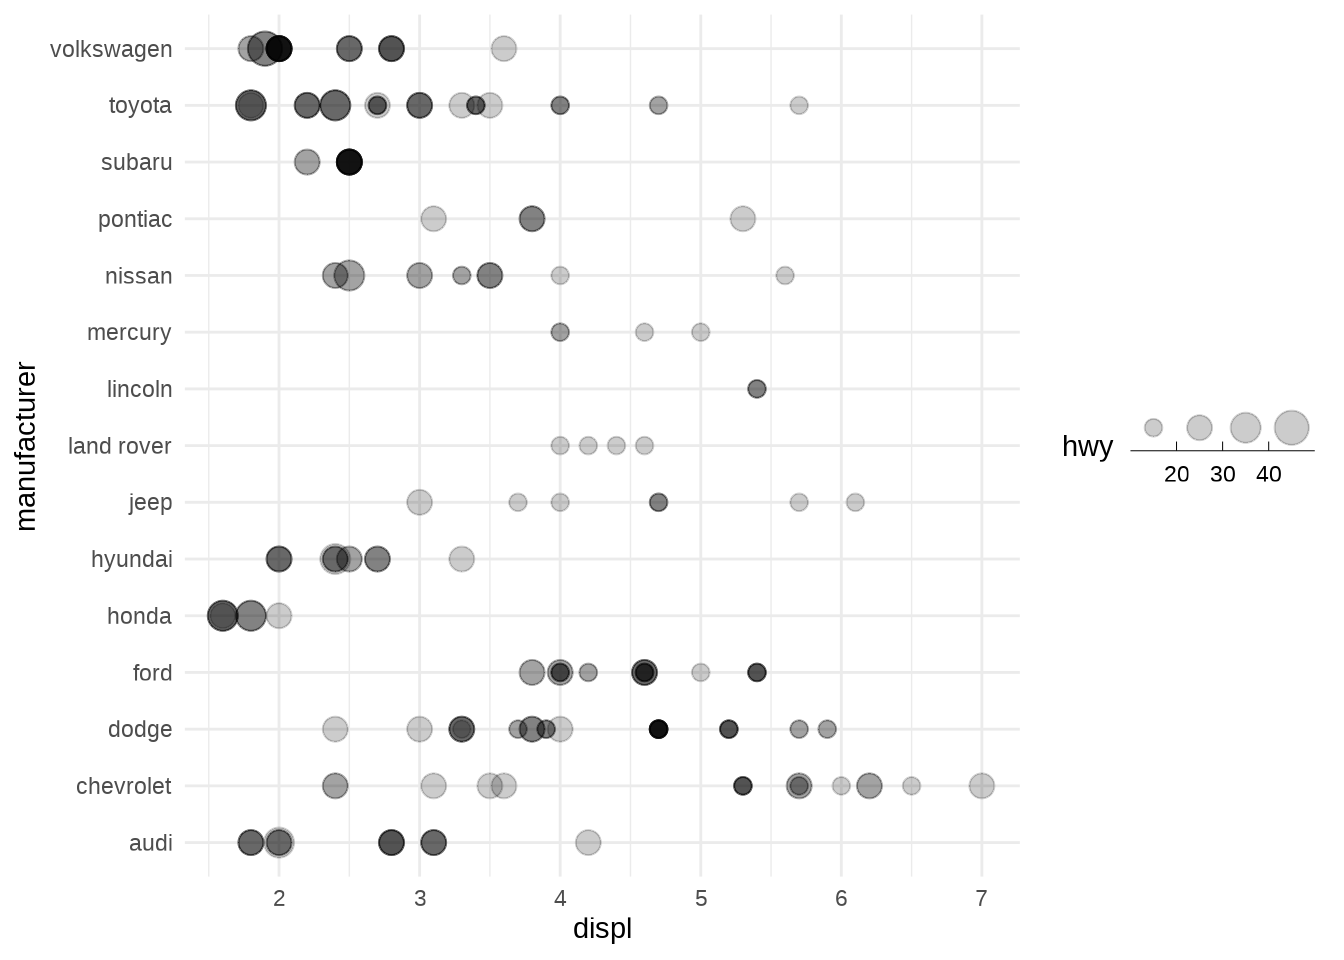 volkswagen
toyota
subaru
pontiac
nissan
mercury
lincoln
land rover
jeep
hyundai
honda
ford
dodge
chevrolet
audi
manufacturer
2 3 4 5 6 7
displ
hwy
20 30 40